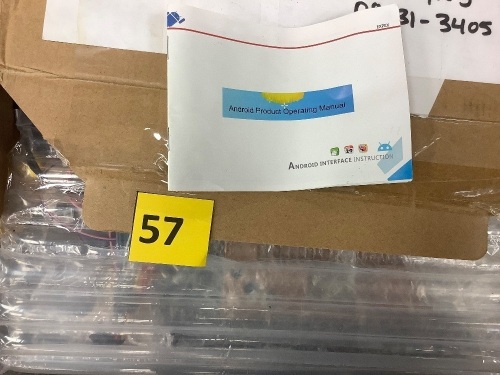 31-3405
Android Product Operating Manual
ANDROID INTERFACE INSTRUCTION
57